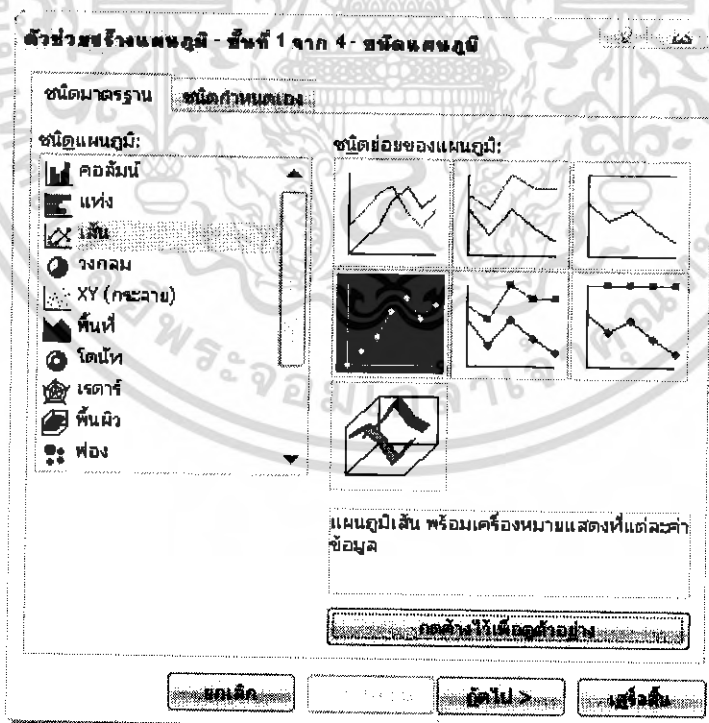 ตัวช่วยสร้างแผนภูมิ - ขั้นที่ 1 จาก 4 - ชนิดแผนภูมิ
ชนิดมาตรฐาน
ชนิดกำหนดเอง
ชนิดแผนภูมิ:
คอลัมน์
แท่ง
เส้น
วงกลม
XY (กระจาย)
พื้นที่
โดนัท
เรดาร์
พื้นผิว
ฟอง
ชนิดย่อยของแผนภูมิ:
แผนภูมิเส้น พร้อมเครื่องหมายแสดงที่แต่ละค่า
ข้อมูล
กดค้างไว้เพื่อดูตัวอย่าง
ยกเลิก
ถัดไป >
เสร็จสิ้น